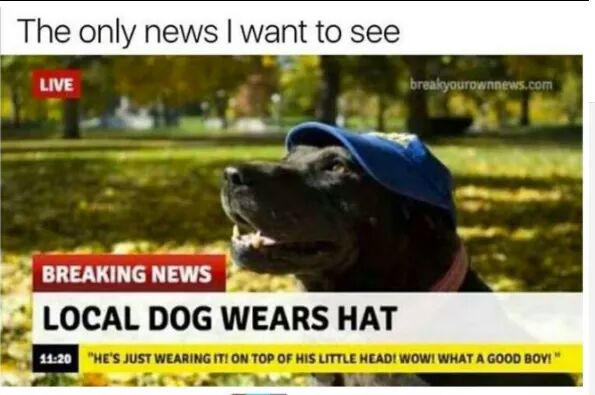 The only news I want to see
LIVE
breakyourownnews.com
BREAKING NEWS
LOCAL DOG WEARS HAT
11:20 "HE'S JUST WEARING IT! ON TOP OF HIS LITTLE HEAD! WOW! WHAT A GOOD BOY! "